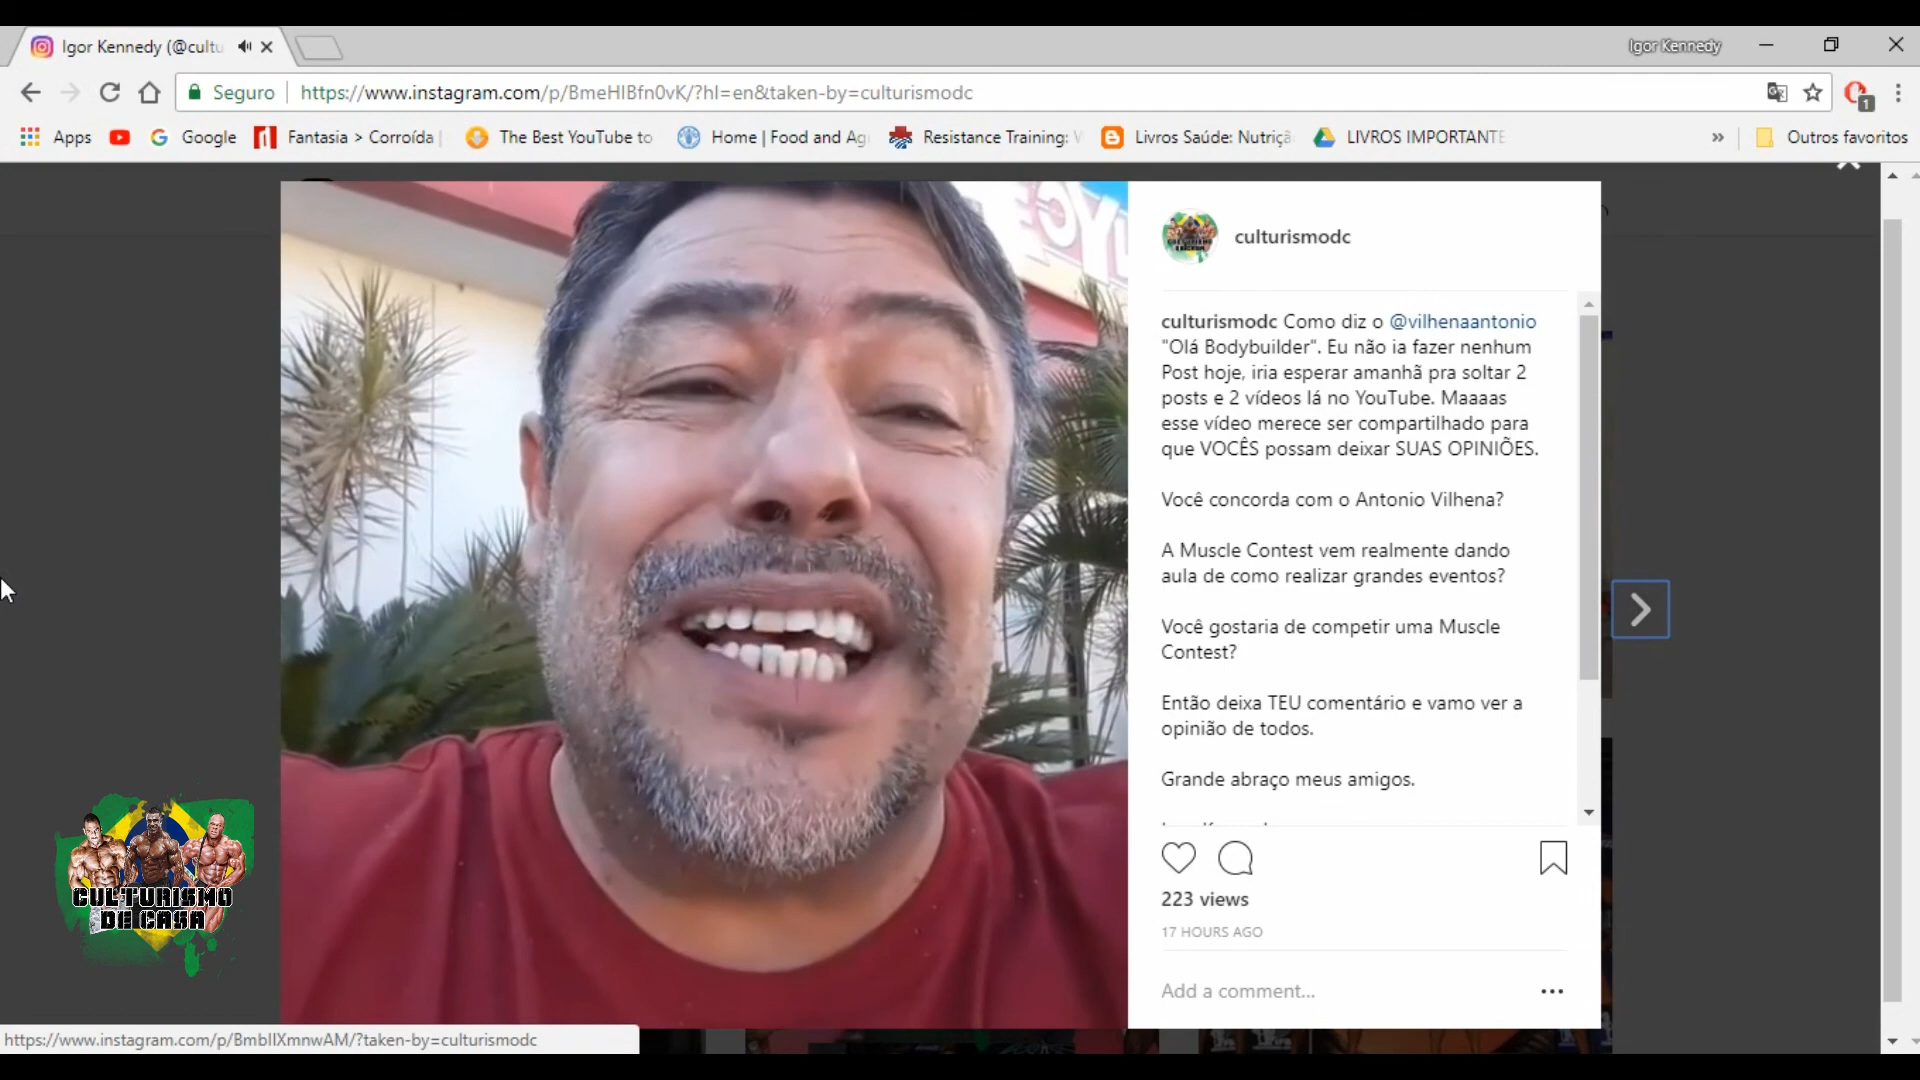 Igor Kennedy (@cultu
Igor Kennedy
Seguro
https://www.instagram.com/p/BmeHIBfn0vK/?hl=en&taken-by=culturismodc
1
Apps
Google
Fantasia > Corroída |
The Best YouTube to
Home | Food and Ag
Resistance Training:
Livros Saúde: Nutriç
LIVROS IMPORTANTE
»
Outros favoritos
culturismodc
culturismodc Como diz o @vilhenaantonio
"Olá Bodybuilder". Eu não ia fazer nenhum
Post hoje, iria esperar amanhã pra soltar 2
posts e 2 vídeos lá no YouTube. Maaaas
esse vídeo merece ser compartilhado para
que VOCÊS possam deixar SUAS OPINIÕES.
Você concorda com o Antonio Vilhena?
A Muscle Contest vem realmente dando
aula de como realizar grandes eventos?
Você gostaria de competir uma Muscle
Contest?
Então deixa TEU comentário e vamo ver a
opinião de todos.
Grande abraço meus amigos.
223 views
17 HOURS AGO
Add a comment...
CULTURISMO
DE CASA
https://www.instagram.com/p/BmblIXmnwAM/?taken-by=culturismodc